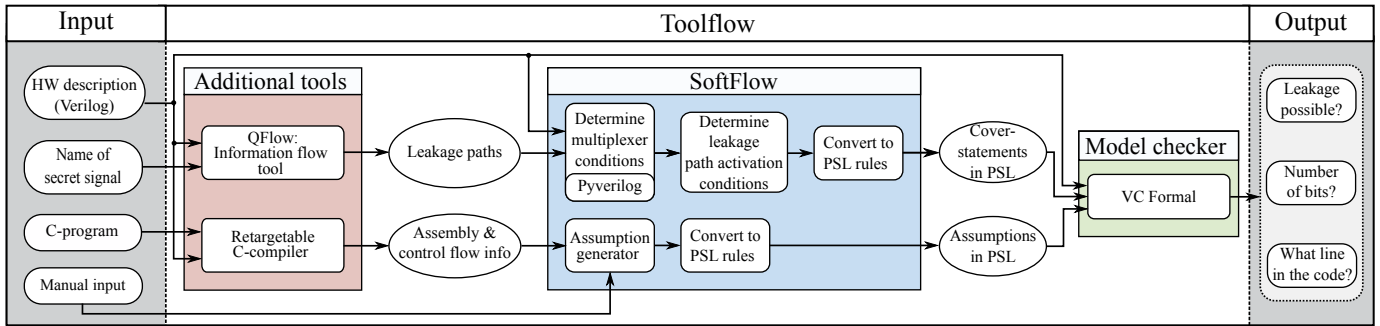 Input
Toolflow
Output
HW description
(Verilog)
Name of
secret signal
C-program
Manual input
Additional tools
QFlow:
Information flow
tool
Retargetable
C-compiler
Leakage paths
Assembly &
control flow info
SoftFlow
Determine
multiplexer
conditions
Pyverilog
Determine
leakage
path activation
conditions
Convert to
PSL rules
Assumption
generator
Convert to
PSL rules
Cover-
statements
in PSL
Assumptions
in PSL
Model checker
VC Formal
Leakage
possible?
Number
of bits?
What line
in the code?